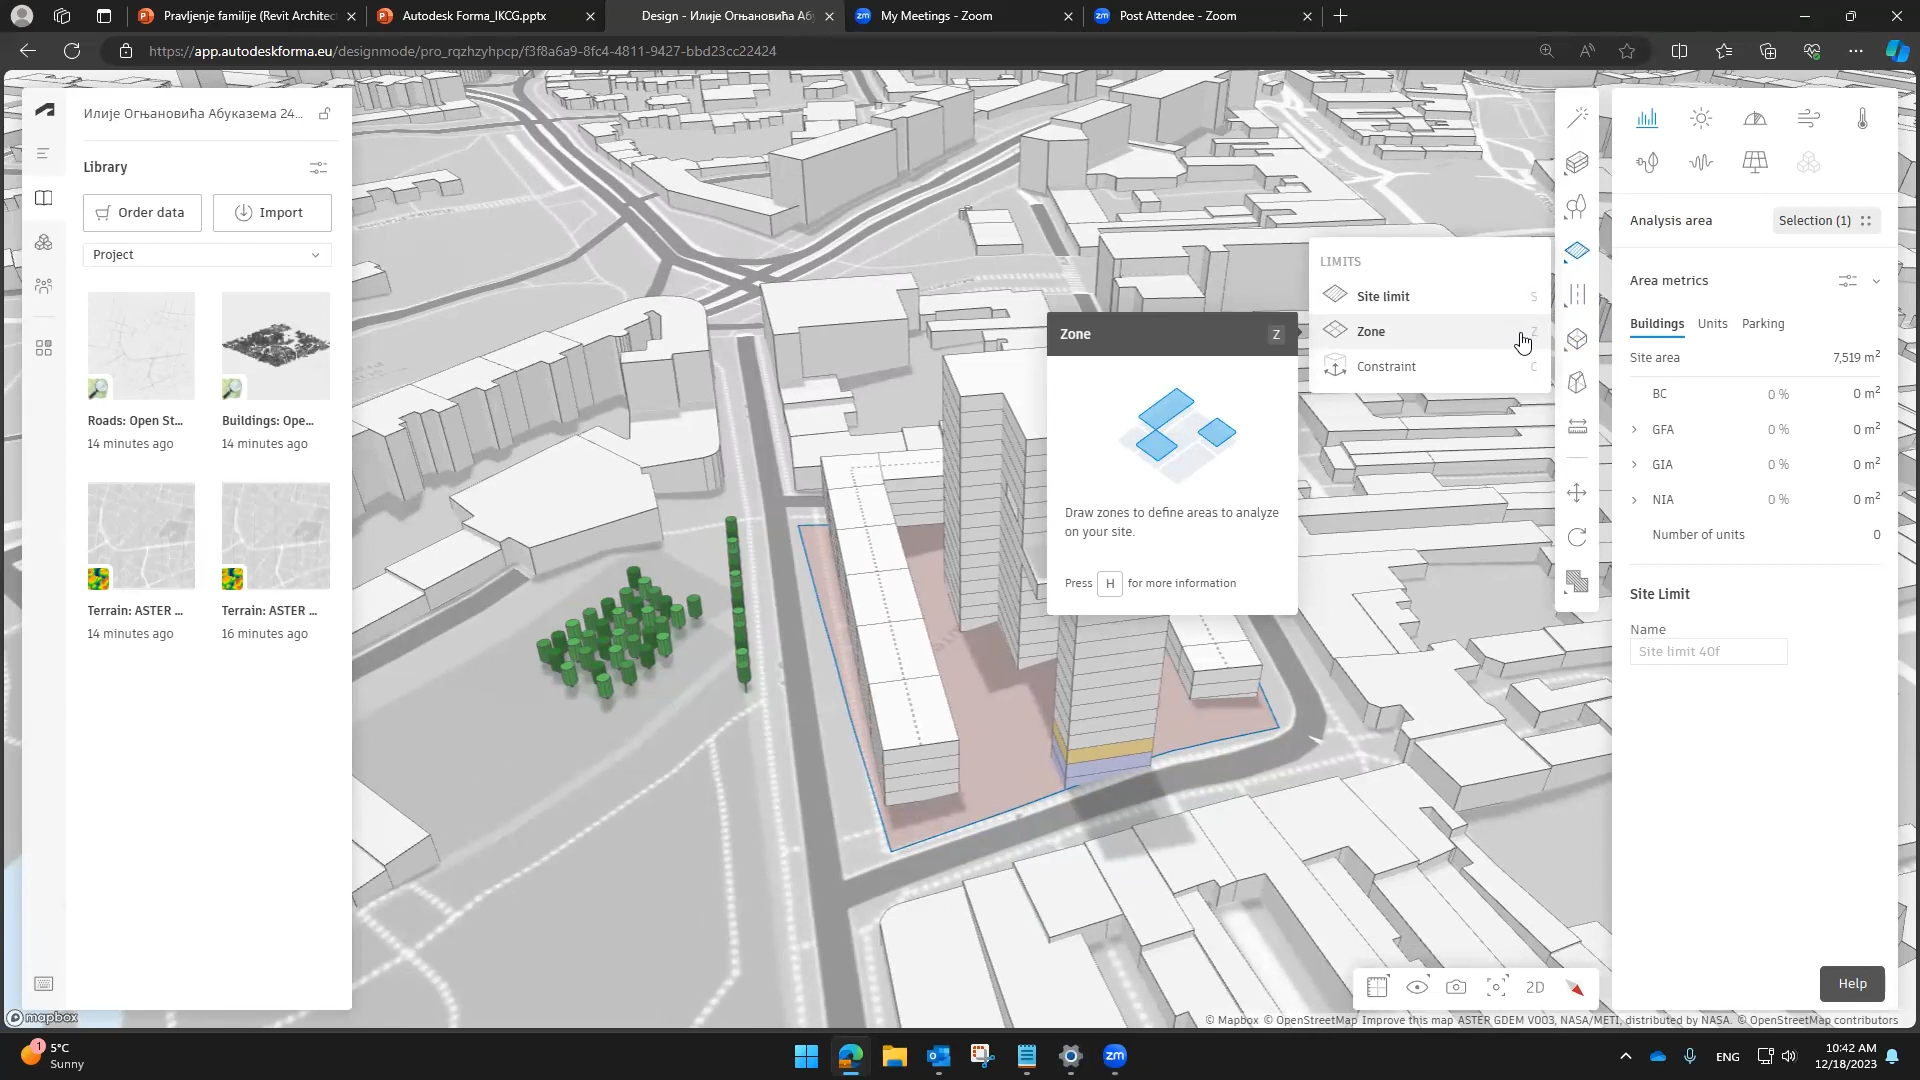 Pravljenje familije (Revit Architec
Autodesk Forma_IKCG.pptx
Design - Илије Огњановића Абу
My Meetings - Zoom
Post Attendee - Zoom
https://app.autodeskforma.eu/designmode/pro_rqzhzyhpcp/f3f8a6a9-8fc4-4811-9427-bbd23cc22424
Илије Огњановића Абуказема 24...
Library
Order data
Import
Project
Roads: Open St...
14 minutes ago
Buildings: Ope...
14 minutes ago
Terrain: ASTER ...
14 minutes ago
Terrain: ASTER ...
16 minutes ago
LIMITS
Site limit S
Zone Z
Constraint C
Zone Z
Draw zones to define areas to analyze
on your site.
Press H for more information
Analysis area
Selection (1)
Area metrics
Buildings Units Parking
Site area 7,519 m²
BC 0 % 0 m²
GFA 0 % 0 m²
GIA 0 % 0 m²
NIA 0 % 0 m²
Number of units 0
Site Limit
Name
Site limit 40f
2D
Help
mapbox
© Mapbox © OpenStreetMap Improve this map ASTER GDEM V003, NASA/METI, distributed by NASA. © OpenStreetMap contributors
1
5°C
Sunny
zm
ENG
10:42 AM
12/18/2023